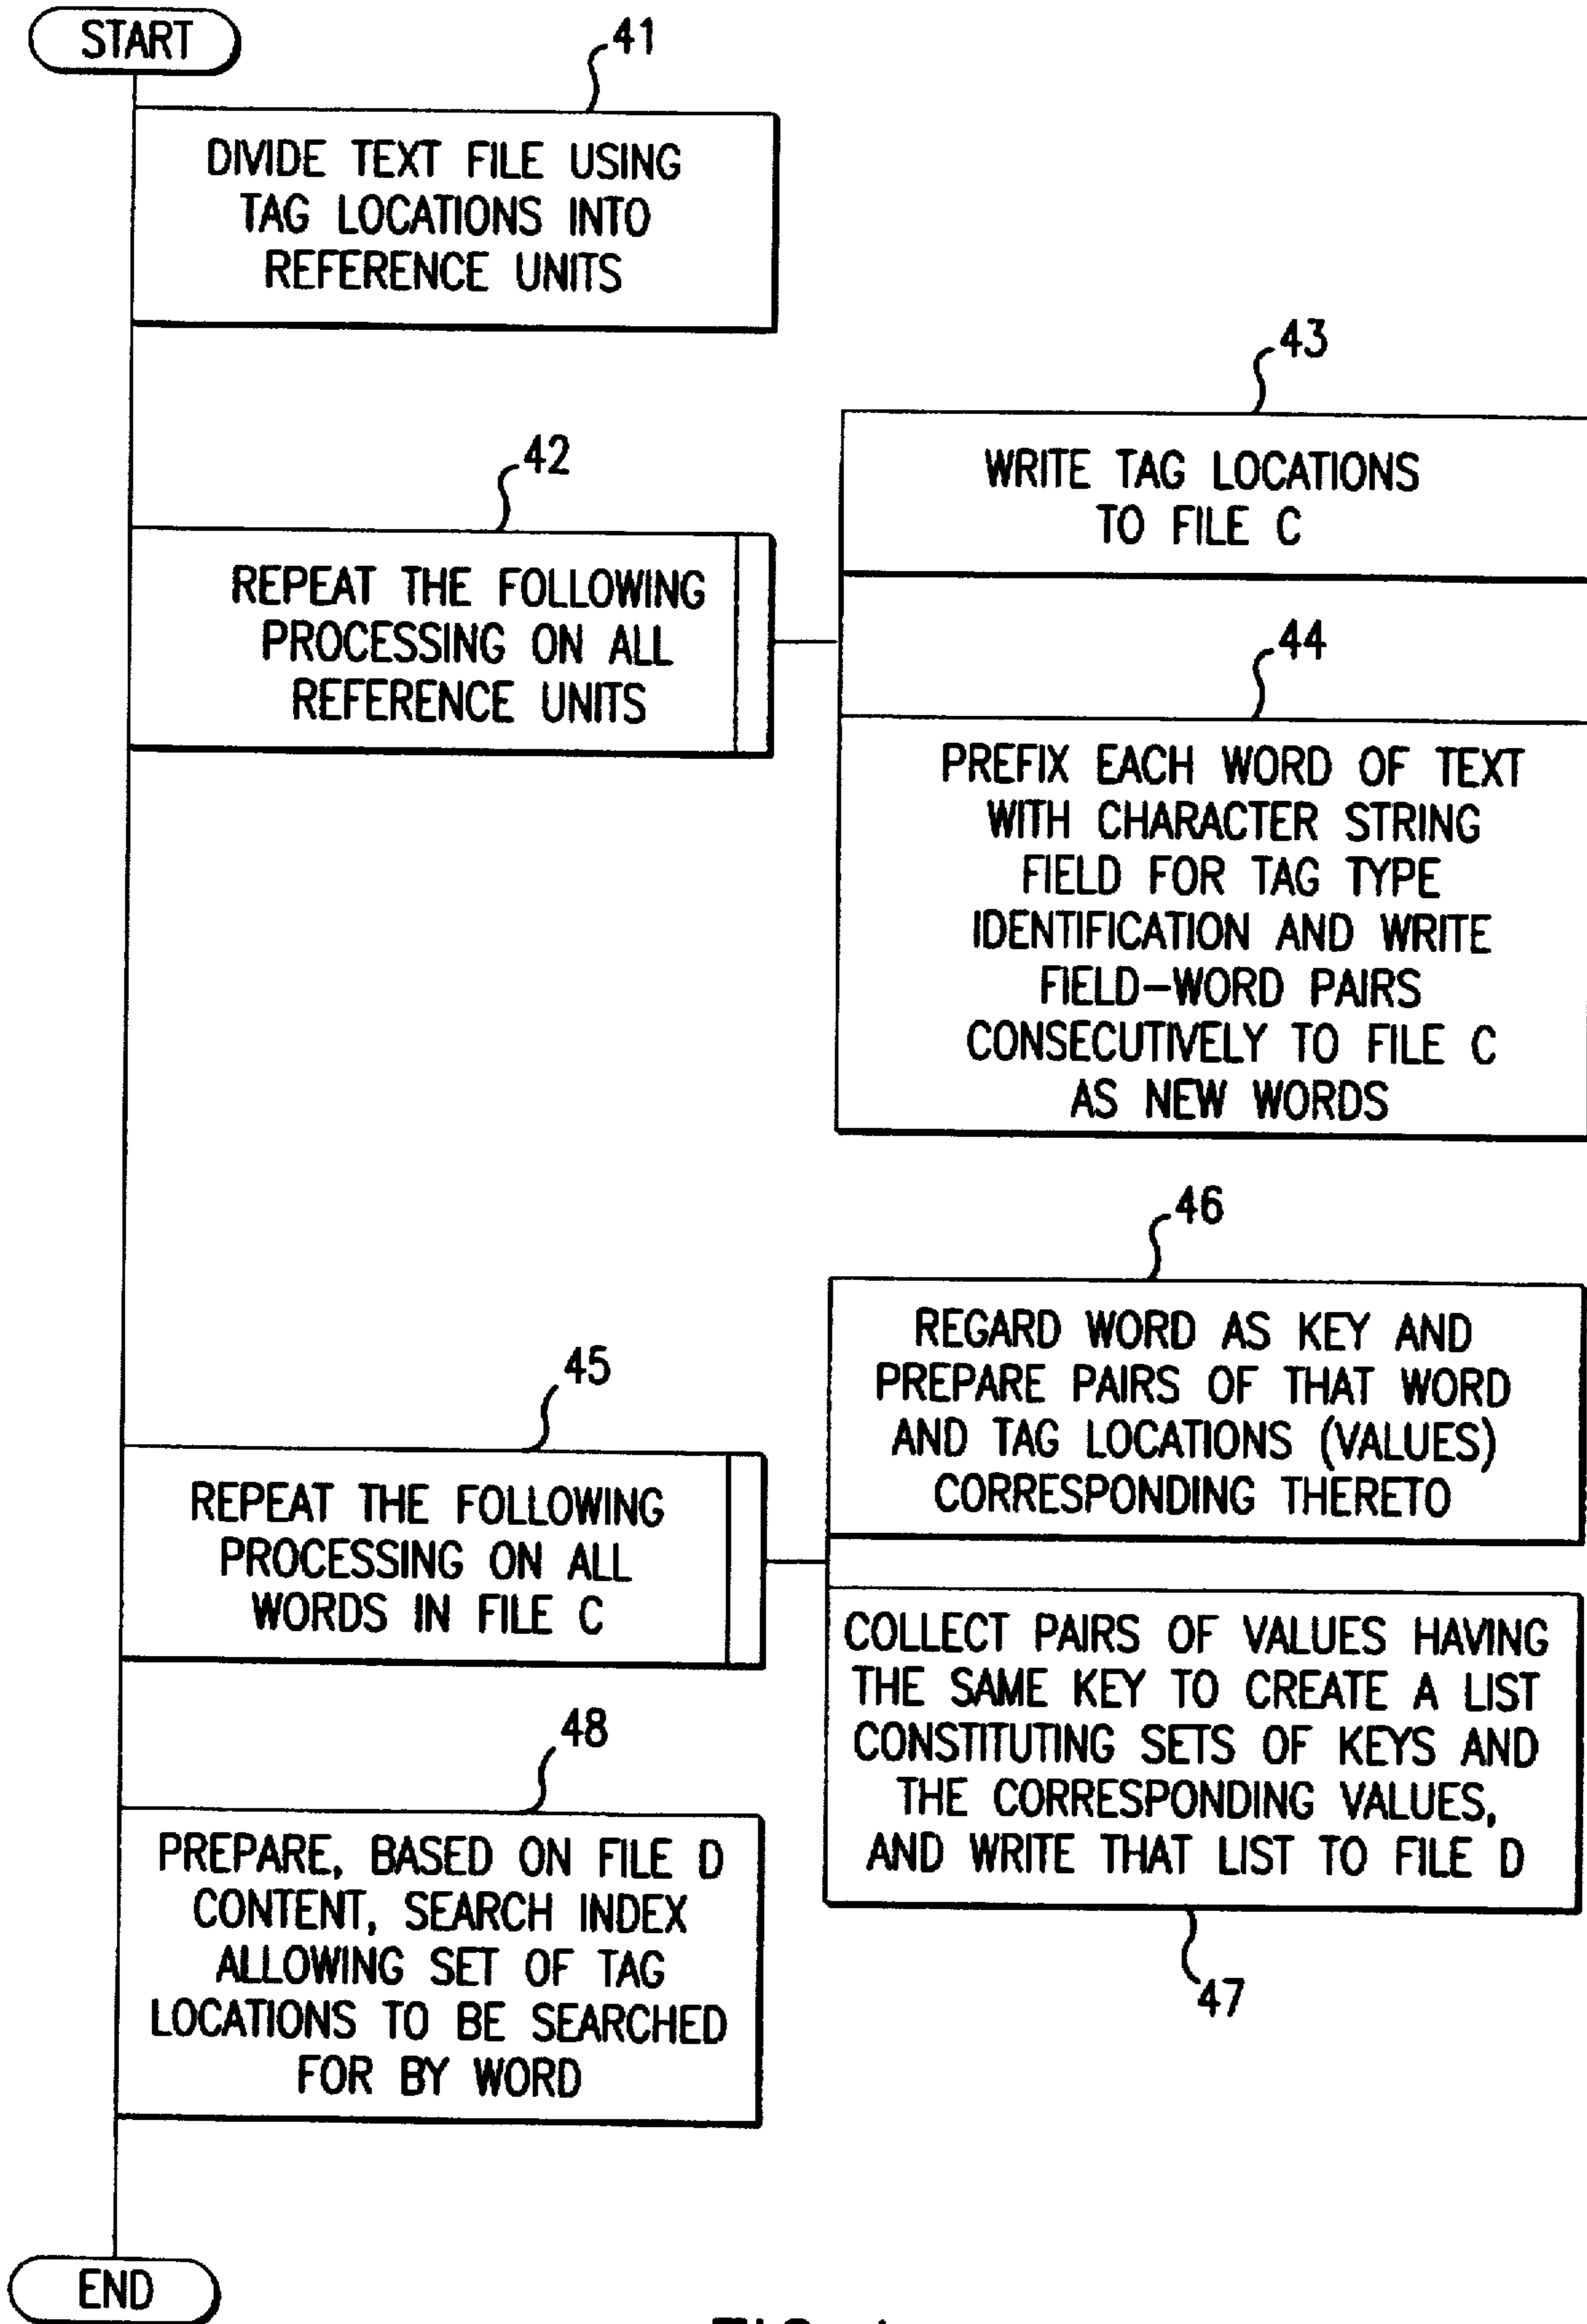 START
41
DIVIDE TEXT FILE USING
TAG LOCATIONS INTO
REFERENCE UNITS
42
REPEAT THE FOLLOWING
PROCESSING ON ALL
REFERENCE UNITS
43
WRITE TAG LOCATIONS
TO FILE C
44
PREFIX EACH WORD OF TEXT
WITH CHARACTER STRING
FIELD FOR TAG TYPE
IDENTIFICATION AND WRITE
FIELD-WORD PAIRS
CONSECUTIVELY TO FILE C
AS NEW WORDS
45
REPEAT THE FOLLOWING
PROCESSING ON ALL
WORDS IN FILE C
46
REGARD WORD AS KEY AND
PREPARE PAIRS OF THAT WORD
AND TAG LOCATIONS (VALUES)
CORRESPONDING THERETO
COLLECT PAIRS OF VALUES HAVING
THE SAME KEY TO CREATE A LIST
CONSTITUTING SETS OF KEYS AND
THE CORRESPONDING VALUES,
AND WRITE THAT LIST TO FILE D
47
48
PREPARE, BASED ON FILE D
CONTENT, SEARCH INDEX
ALLOWING SET OF TAG
LOCATIONS TO BE SEARCHED
FOR BY WORD
END